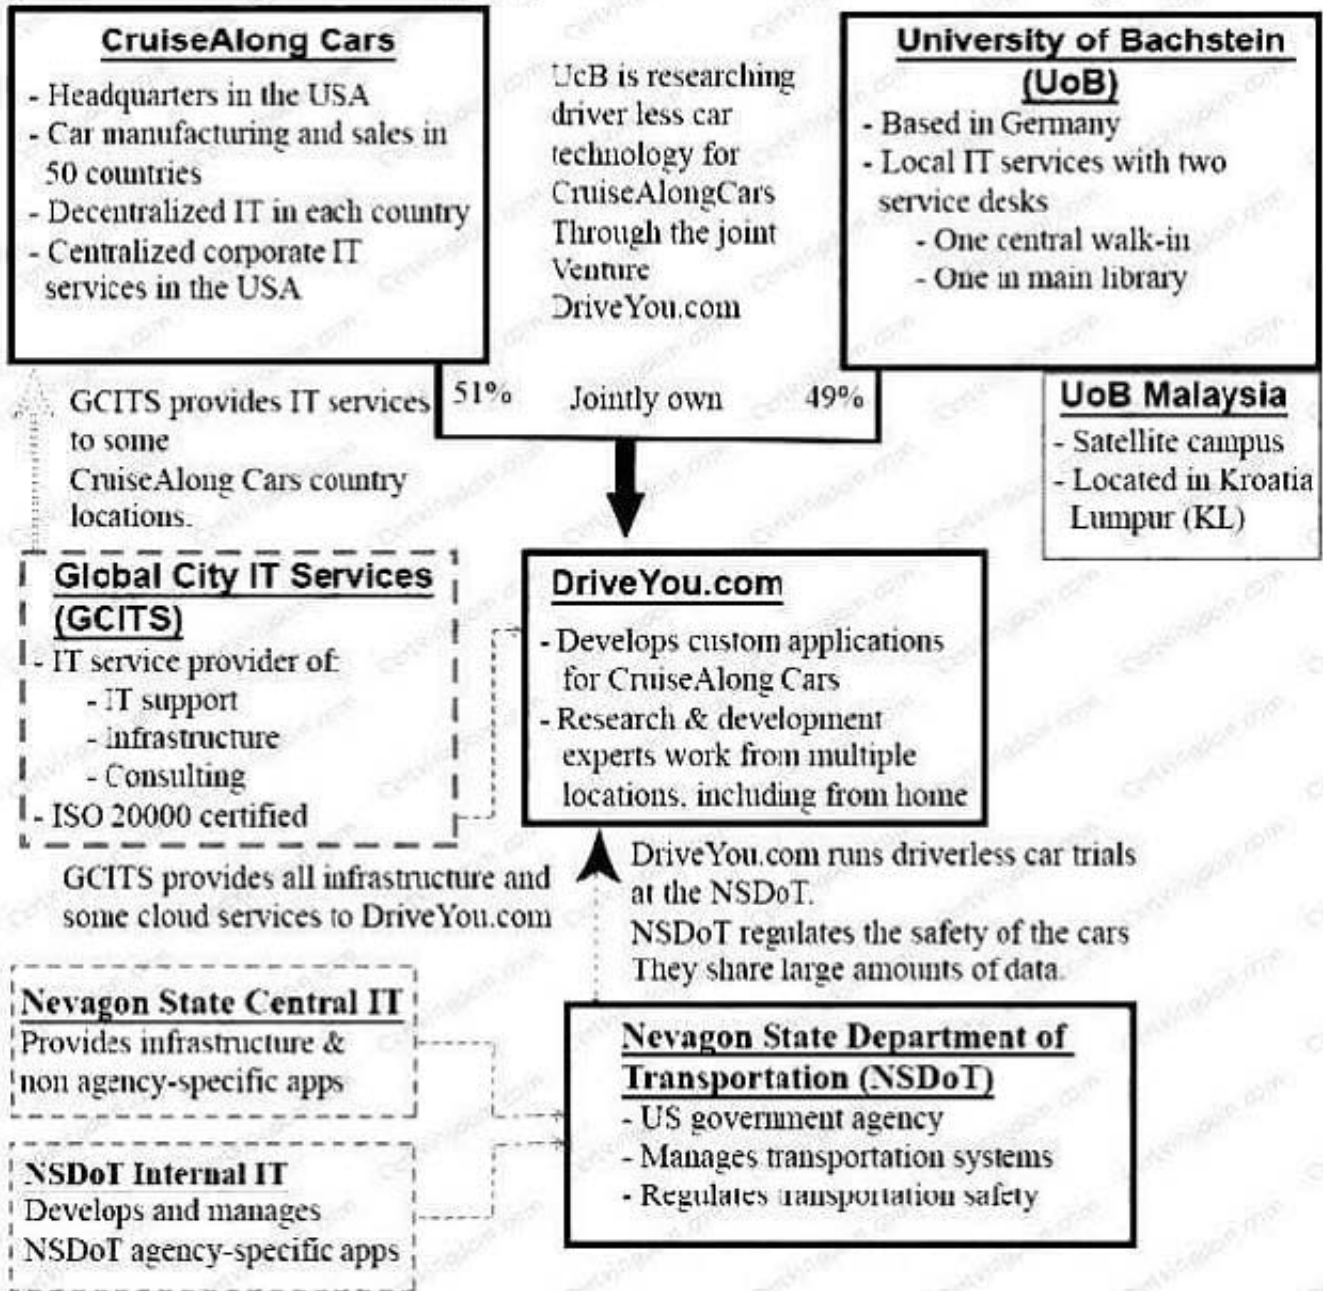 CruiseAlong Cars
- Headquarters in the USA
- Car manufacturing and sales in
50 countries
- Decentralized IT in each country
- Centralized corporate IT
services in the USA
UcB is researching
driver less car
technology for
CruiseAlongCars
Through the joint
Venture
DriveYou.com
University of Bachstein
(UoB)
- Based in Germany
- Local IT services with two
service desks
- One central walk-in
- One in main library
51% Jointly own 49%
UoB Malaysia
- Satellite campus
- Located in Kroatia
Lumpur (KL)
GCITS provides IT services
to some
CruiseAlong Cars country
locations.
Global City IT Services
(GCITS)
- IT service provider of:
- IT support
- Infrastructure
- Consulting
- ISO 20000 certified
DriveYou.com
- Develops custom applications
for CruiseAlong Cars
- Research & development
experts work from multiple
locations, including from home
GCITS provides all infrastructure and
some cloud services to DriveYou.com
DriveYou.com runs driverless car trials
at the NSDoT.
NSDoT regulates the safety of the cars
They share large amounts of data.
Nevagon State Central IT
Provides infrastructure &
non agency-specific apps
NSDoT Internal IT
Develops and manages
NSDoT agency-specific apps
Nevagon State Department of
Transportation (NSDoT)
- US government agency
- Manages transportation systems
- Regulates transportation safety